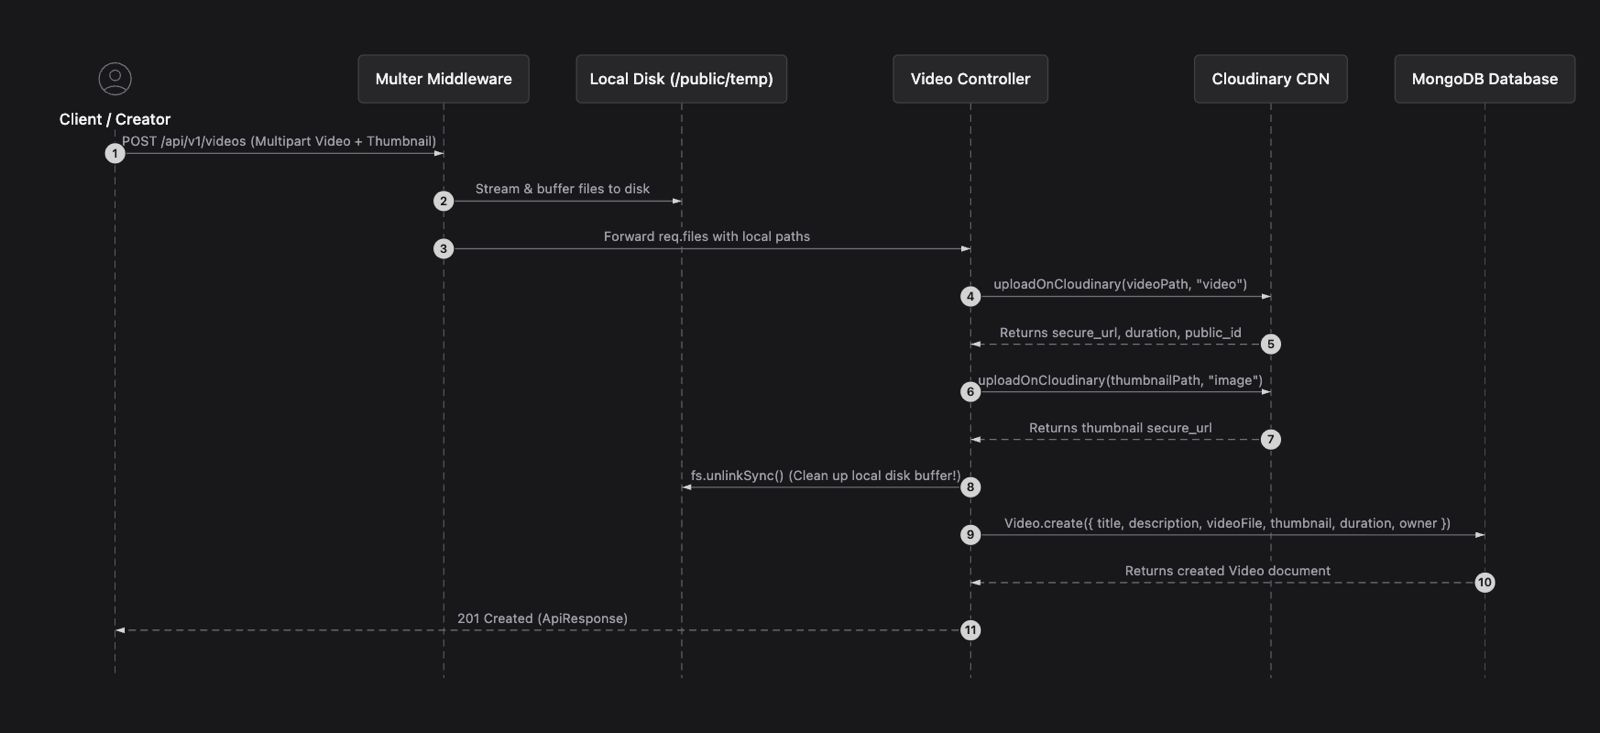 Multer Middleware
Local Disk (/public/temp)
Video Controller
Cloudinary CDN
MongoDB Database
Client / Creator
POST /api/v1/videos (Multipart Video + Thumbnail)
1
Stream & buffer files to disk
2
Forward req.files with local paths
3
uploadOnCloudinary(videoPath, "video")
4
Returns secure_url, duration, public_id
5
uploadOnCloudinary(thumbnailPath, "image")
6
Returns thumbnail secure_url
7
fs.unlinkSync() (Clean up local disk buffer!)
8
Video.create({ title, description, videoFile, thumbnail, duration, owner })
9
Returns created Video document
10
201 Created (ApiResponse)
11